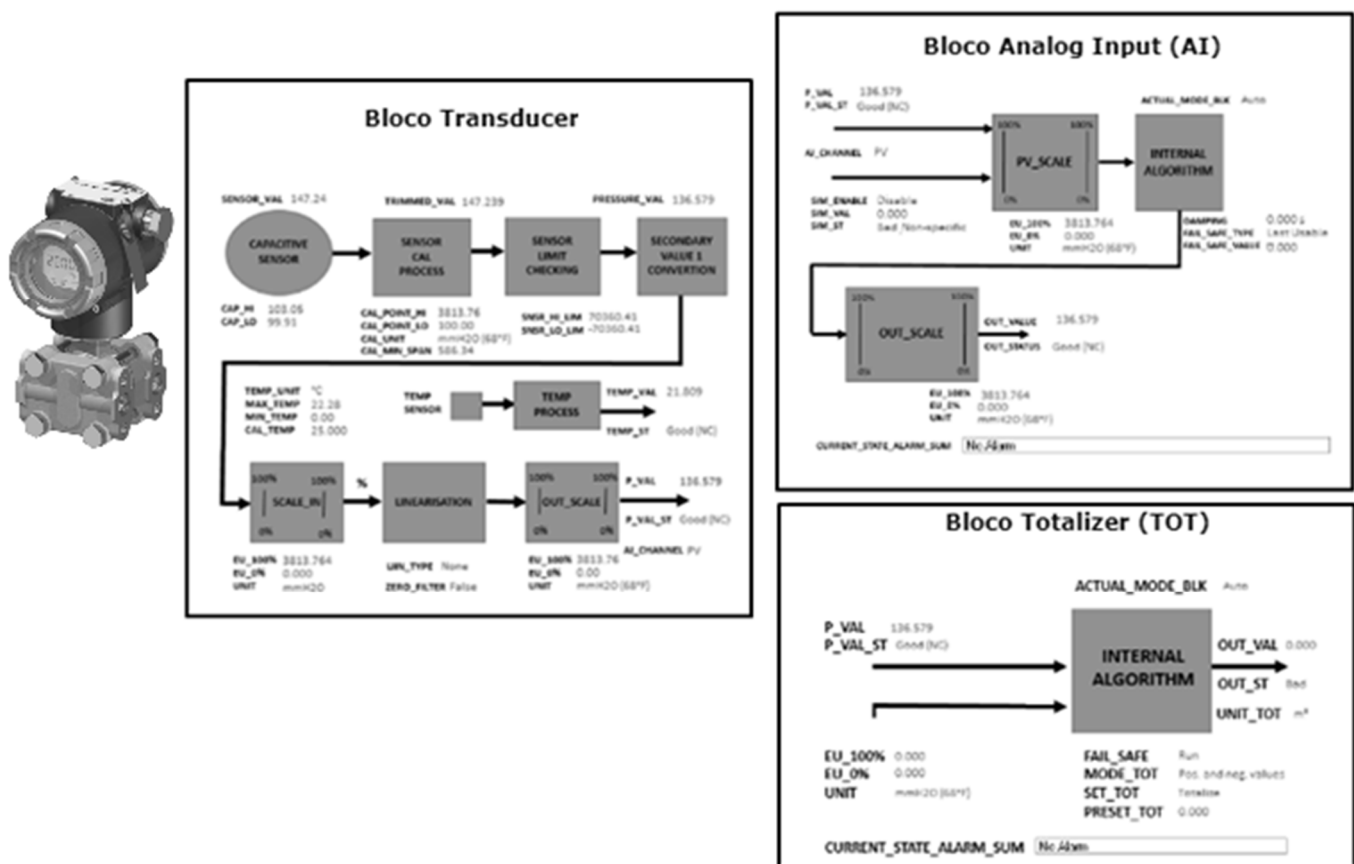 Bloco Transducer
SENSOR_VAL 147.24
TRIMMED_VAL 147.239
PRESSURE_VAL 136.579
CAPACITIVE
SENSOR
SENSOR
CAL
PROCESS
SENSOR
LIMIT
CHECKING
SECONDARY
VALUE 1
CONVERTION
CAP_HI 103.05
CAP_LO 99.91
CAL_POINT_HI 3813.76
CAL_POINT_LO 100.00
CAL_UNIT mmH2O (68°F)
CAL_MIN_SPAN 586.34
SNSR_HI_LIM 70360.41
SNSR_LO_LIM -70360.41
TEMP_UNIT °C
MAX_TEMP 22.28
MIN_TEMP 0.00
CAL_TEMP 25.000
TEMP
SENSOR
TEMP
PROCESS
TEMP_VAL 21.809
TEMP_ST Good (NC)
100% 100%
SCALE_IN
0% 0%
%
LINEARISATION
100% 100%
OUT_SCALE
0% 0%
P_VAL 136.579
P_VAL_ST Good (NC)
AI_CHANNEL PV
EU_100% 3813.764
EU_0% 0.000
UNIT mmH2O
LIN_TYPE None
ZERO_FILTER False
EU_100% 3813.76
EU_0% 0.00
UNIT mmH2O (68°F)
Bloco Analog Input (AI)
P_VAL 136.579
P_VAL_ST Good (NC)
ACTUAL_MODE_BLK Auto
AI_CHANNEL PV
100% 100%
PV_SCALE
0% 0%
INTERNAL
ALGORITHM
SIM_ENABLE Disable
SIM_VAL 0.000
SIM_ST Bad /Non-specific
EU_100% 3813.764
EU_0% 0.000
UNIT mmH2O (68°F)
DAMPING 0.000 s
FAIL_SAFE_TYPE Last Usable
FAIL_SAFE_VALUE 0.000
100% 100%
OUT_SCALE
0% 0%
OUT_VALUE 136.579
OUT_STATUS Good (NC)
EU_100% 3813.764
EU_0% 0.000
UNIT mmH2O (68°F)
CURRENT_STATE_ALARM_SUM No Alarm
Bloco Totalizer (TOT)
ACTUAL_MODE_BLK Auto
P_VAL 136.579
P_VAL_ST Good (NC)
INTERNAL
ALGORITHM
OUT_VAL 0.000
OUT_ST Bad
UNIT_TOT m³
EU_100% 0.000
EU_0% 0.000
UNIT mmH2O (68°F)
FAIL_SAFE Run
MODE_TOT Pos. and neg. values
SET_TOT Totalize
PRESET_TOT 0.000
CURRENT_STATE_ALARM_SUM No Alarm